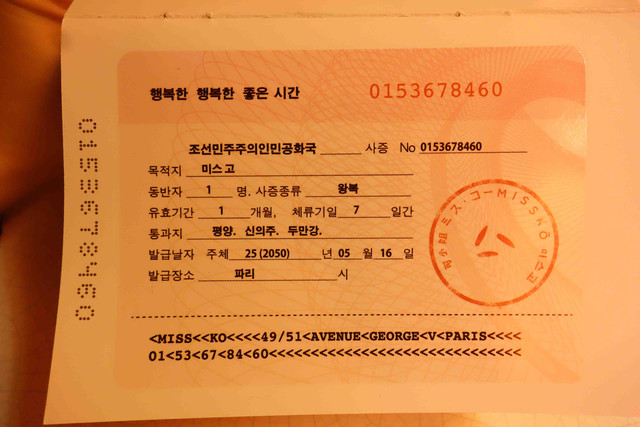 행복한 행복한 좋은 시간 0153678460
0153678460
조선민주주의인민공화국 사증 No 0153678460
목적지 미스고
동반자 1 명. 사증종류 왕복
유효기간 1 개월, 체류기일 7 일간
통과지 평양. 신의주. 두만강.
발급날자 주체 25 (2050) 년 05 월 16 일
발급장소 파리 시
ミス・コー MISSKŌ
<MISS<<KO<<<<49/51<AVENUE<GEORGE<V<PARIS<<<<
01<53<67<84<60<<<<<<<<<<<<<<<<<<<<<<<<<<<<<<